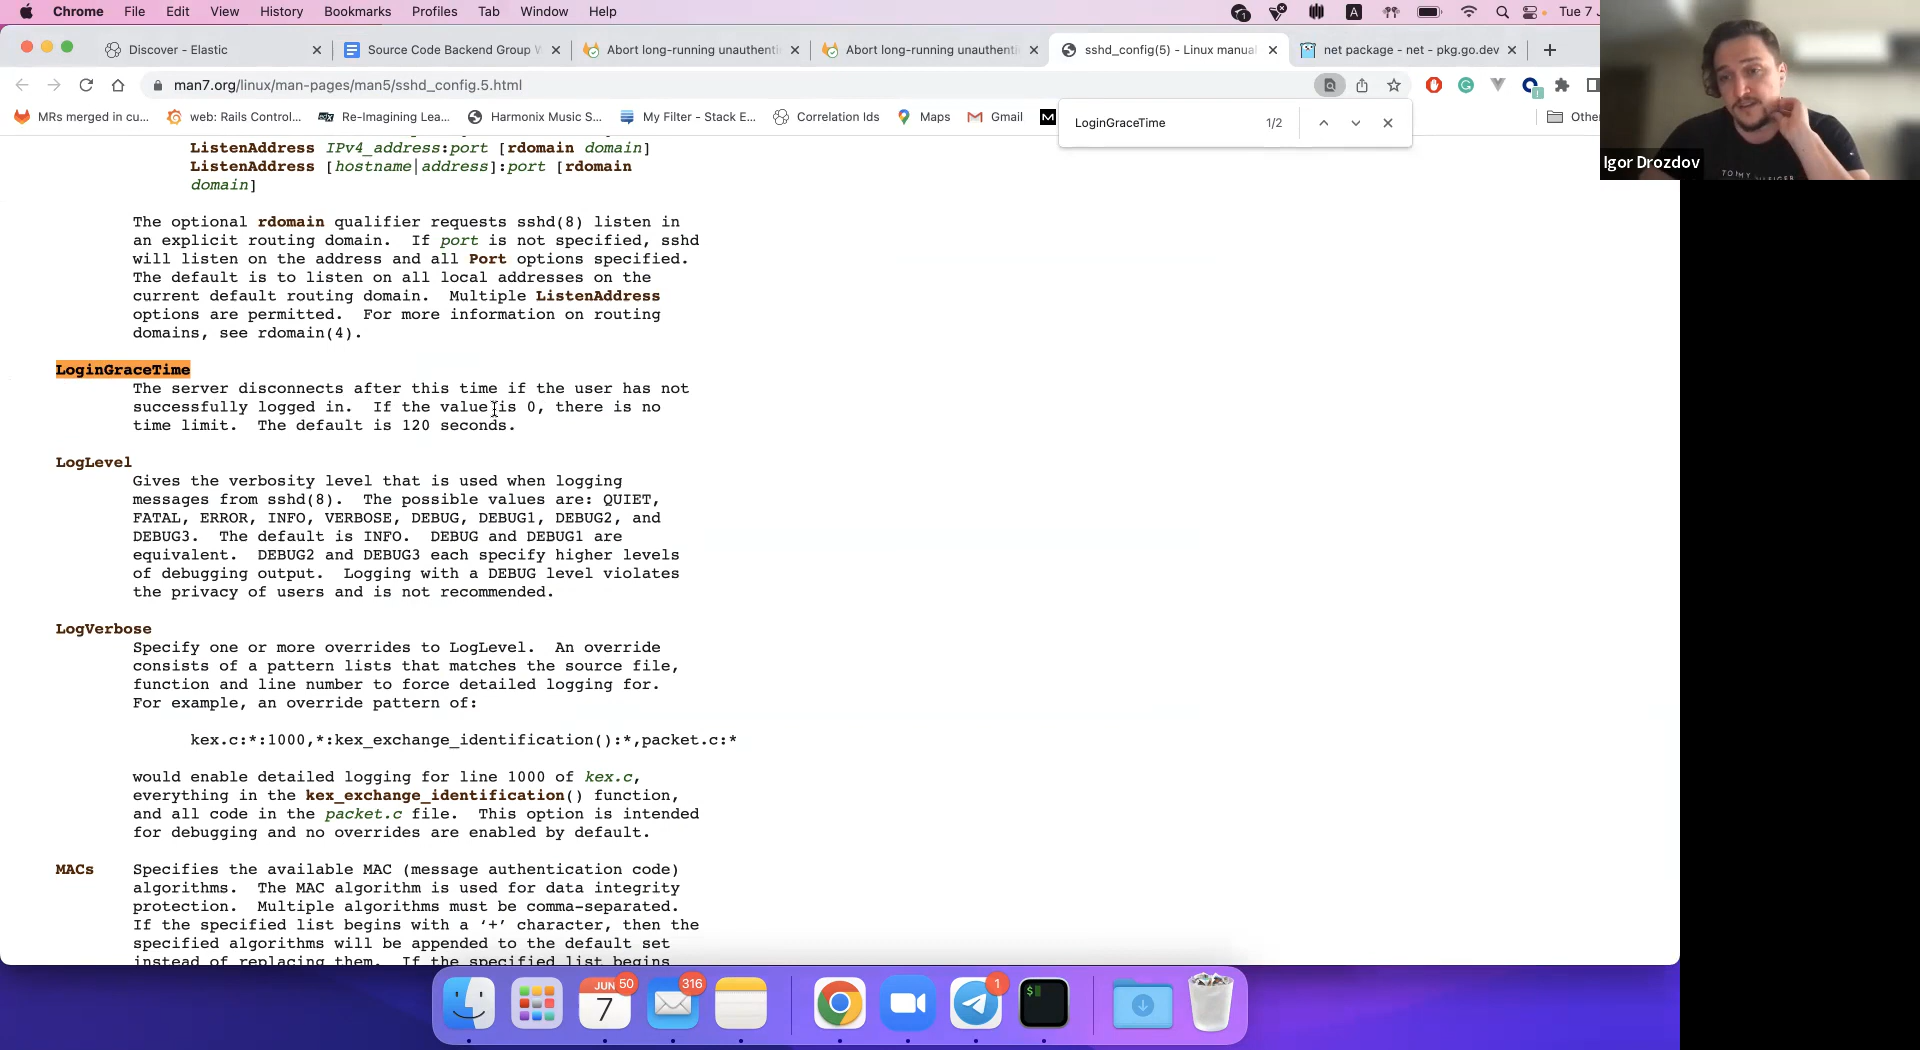 Chrome File Edit View History Bookmarks Profiles Tab Window Help
1 A Tue 7
Discover - Elastic
Source Code Backend Group
Abort long-running unauthenti
Abort long-running unauthenti
sshd_config(5) - Linux manual
net package - net - pkg.go.dev
man7.org/linux/man-pages/man5/sshd_config.5.html
MRs merged in cu...
web: Rails Control...
Re-Imagining Lea...
Harmonix Music S...
My Filter - Stack E...
Correlation Ids
Maps
Gmail
M
LoginGraceTime 1/2
Othe
ListenAddress IPv4_address:port [rdomain domain]
ListenAddress [hostname|address]:port [rdomain
domain]
The optional rdomain qualifier requests sshd(8) listen in
an explicit routing domain. If port is not specified, sshd
will listen on the address and all Port options specified.
The default is to listen on all local addresses on the
current default routing domain. Multiple ListenAddress
options are permitted. For more information on routing
domains, see rdomain(4).
LoginGraceTime
The server disconnects after this time if the user has not
successfully logged in. If the value is 0, there is no
time limit. The default is 120 seconds.
LogLevel
Gives the verbosity level that is used when logging
messages from sshd(8). The possible values are: QUIET,
FATAL, ERROR, INFO, VERBOSE, DEBUG, DEBUG1, DEBUG2, and
DEBUG3. The default is INFO. DEBUG and DEBUG1 are
equivalent. DEBUG2 and DEBUG3 each specify higher levels
of debugging output. Logging with a DEBUG level violates
the privacy of users and is not recommended.
LogVerbose
Specify one or more overrides to LogLevel. An override
consists of a pattern lists that matches the source file,
function and line number to force detailed logging for.
For example, an override pattern of:
kex.c:*:1000,*:kex_exchange_identification():*,packet.c:*
would enable detailed logging for line 1000 of kex.c,
everything in the kex_exchange_identification() function,
and all code in the packet.c file. This option is intended
for debugging and no overrides are enabled by default.
MACs Specifies the available MAC (message authentication code)
algorithms. The MAC algorithm is used for data integrity
protection. Multiple algorithms must be comma-separated.
If the specified list begins with a ‘+’ character, then the
specified algorithms will be appended to the default set
instead of replacing them. If the specified list begins
Igor Drozdov
TOMMY HILFIGER
JUN 50
7
316
1
$